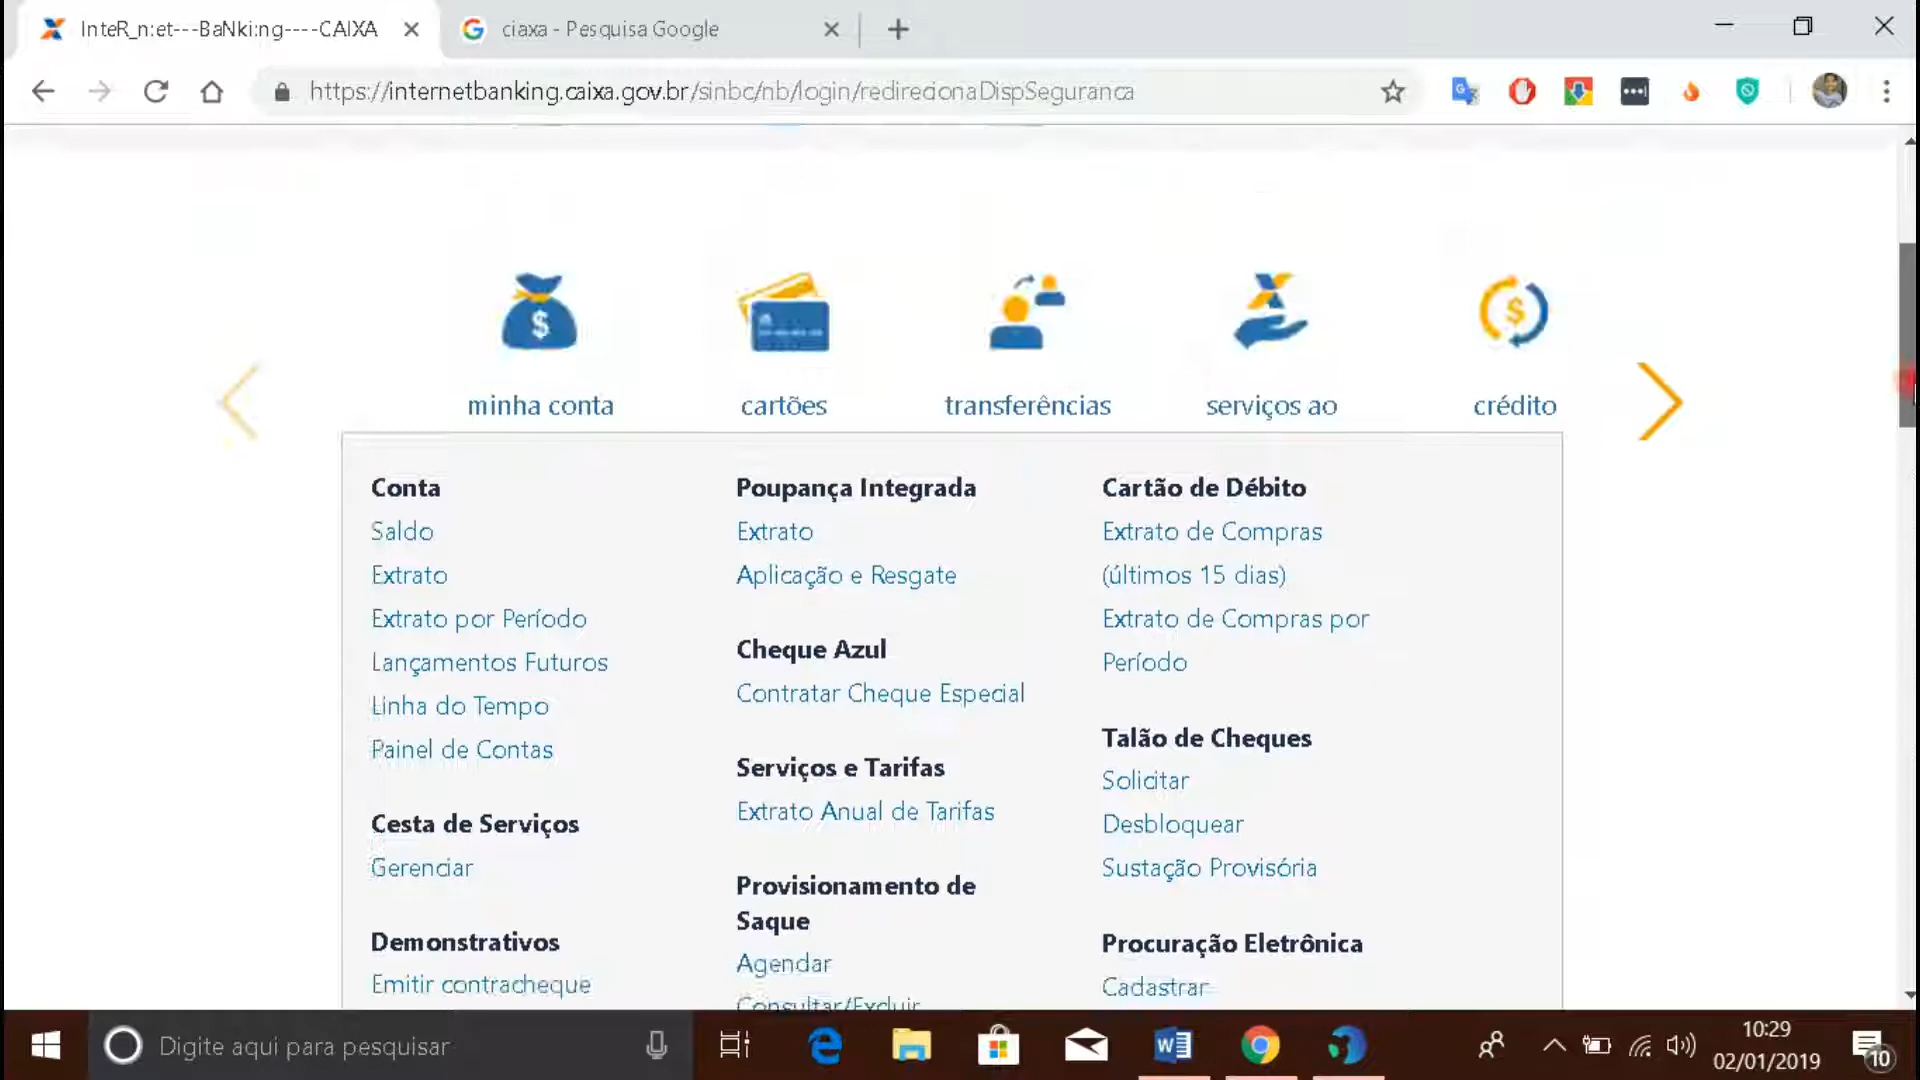 InteR_n:et---BaNki:ng----CAIXA
ciaxa - Pesquisa Google
https://internetbanking.caixa.gov.br/sinbc/nb/login/redirecionaDispSeguranca
minha conta
cartões
transferências
serviços ao
crédito
Conta
Saldo
Extrato
Extrato por Período
Lançamentos Futuros
Linha do Tempo
Painel de Contas
Cesta de Serviços
Gerenciar
Demonstrativos
Emitir contracheque
Poupança Integrada
Extrato
Aplicação e Resgate
Cheque Azul
Contratar Cheque Especial
Serviços e Tarifas
Extrato Anual de Tarifas
Provisionamento de
Saque
Agendar
Consultar/Excluir
Cartão de Débito
Extrato de Compras
(últimos 15 dias)
Extrato de Compras por
Período
Talão de Cheques
Solicitar
Desbloquear
Sustação Provisória
Procuração Eletrônica
Cadastrar
Digite aqui para pesquisar
10:29
02/01/2019
10